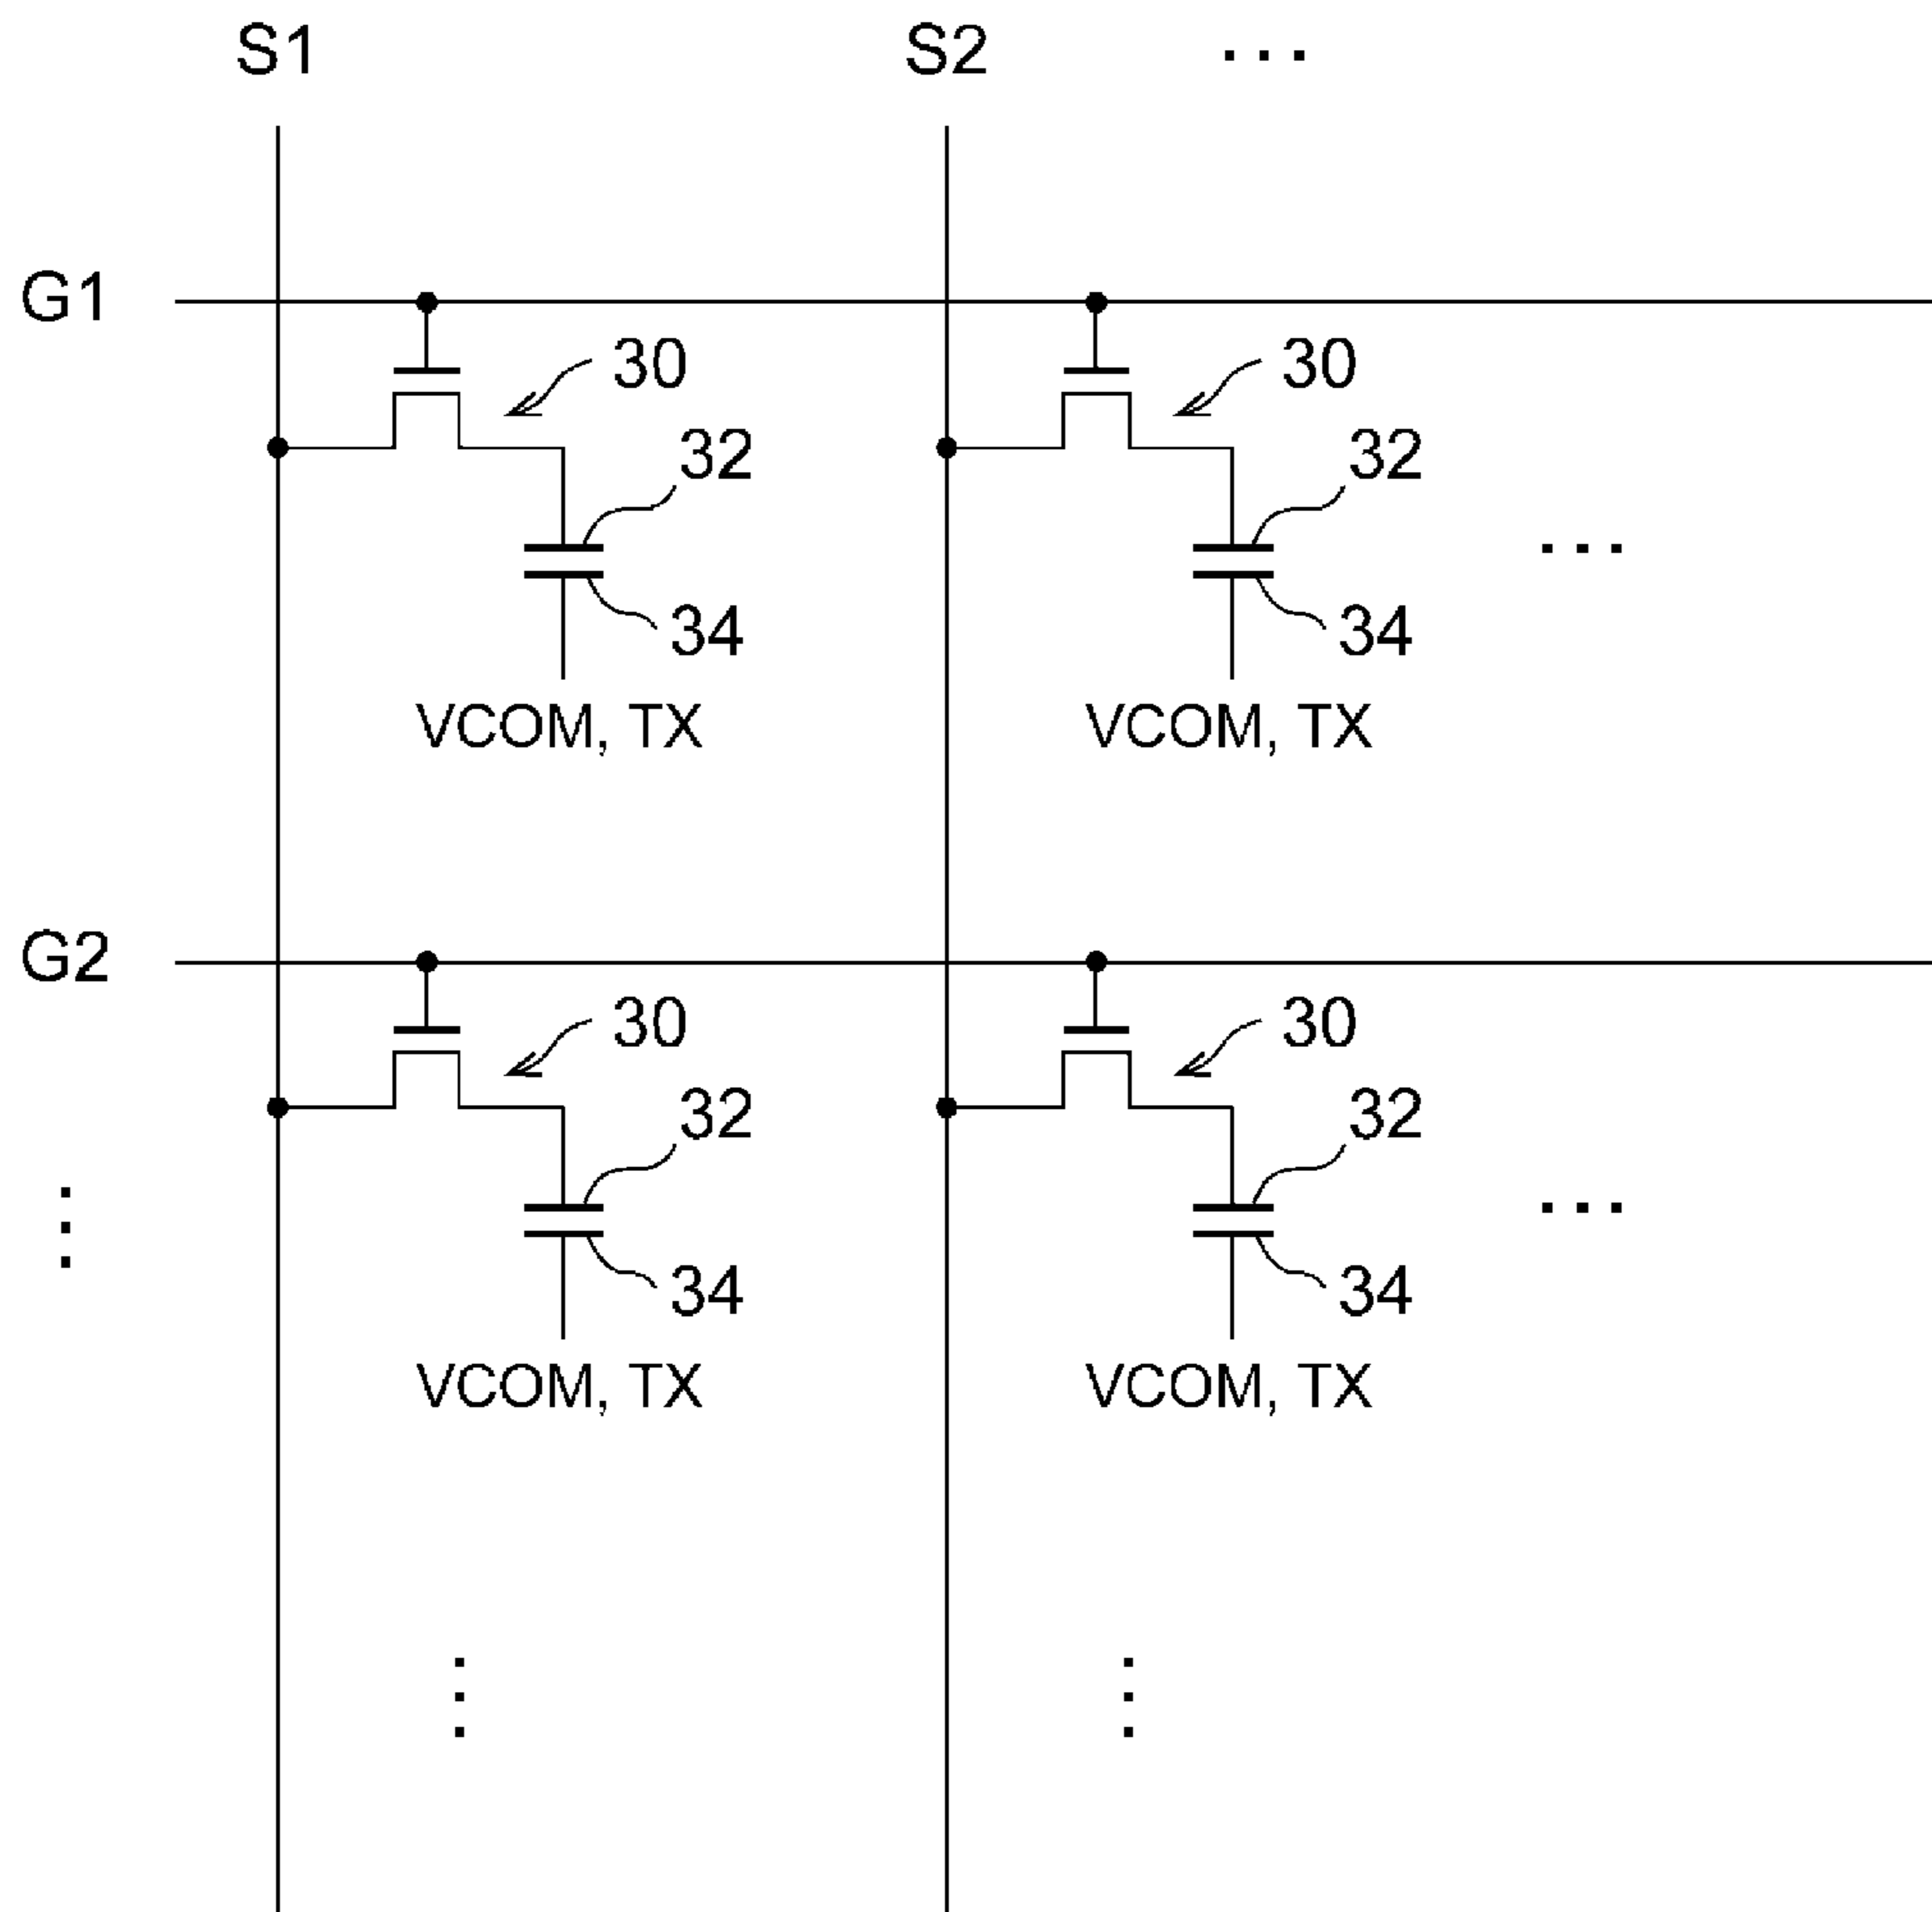 S1 S2 ...
G1
30 30
32 32
...
34 34
VCOM, TX VCOM, TX
G2
30 30
32 32
...
34 34
VCOM, TX VCOM, TX